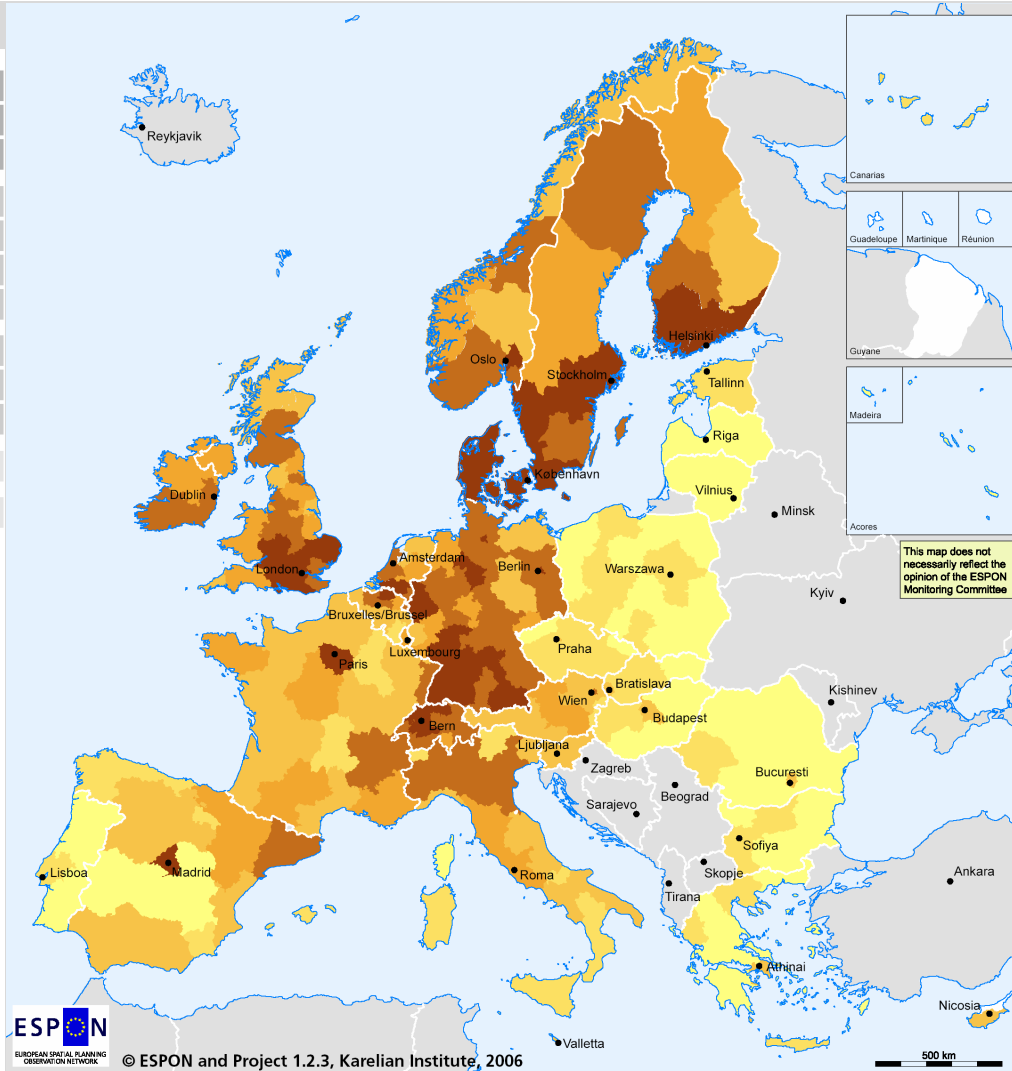 Reykjavik
Canarias
Guadeloupe
Martinique
Réunion
Guyane
Helsinki
Oslo
Stockholm
Tallinn
Madeira
Riga
København
Dublin
Vilnius
Minsk
Acores
This map does not
necessarily reflect the
opinion of the ESPON
Monitoring Committee
Amsterdam
London
Berlin
Warszawa
Kyiv
Bruxelles/Brussel
Luxembourg
Praha
Paris
Bratislava
Wien
Kishinev
Budapest
Bern
Ljubljana
Zagreb
Bucuresti
Beograd
Sarajevo
Sofiya
Lisboa
Madrid
Roma
Skopje
Ankara
Tirana
Athinai
Nicosia
ESPON
EUROPEAN SPATIAL PLANNING
OBSERVATION NETWORK
Valletta
© ESPON and Project 1.2.3, Karelian Institute, 2006
500 km